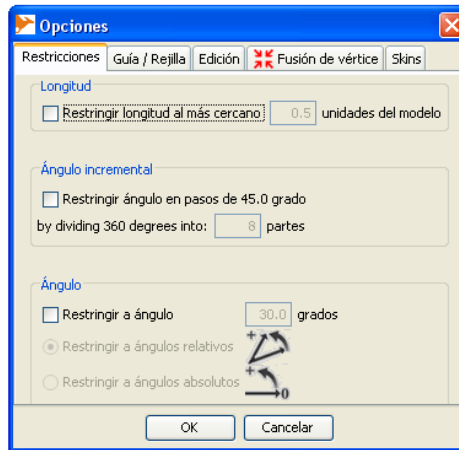 Opciones
Restricciones Guía / Rejilla Edición Fusión de vértice Skins
Longitud
Restringir longitud al más cercano 0.5 unidades del modelo
Ángulo incremental
Restringir ángulo en pasos de 45.0 grado
by dividing 360 degrees into: 8 partes
Ángulo
Restringir a ángulo 30.0 grados
Restringir a ángulos relativos +
Restringir a ángulos absolutos + 0
OK Cancelar